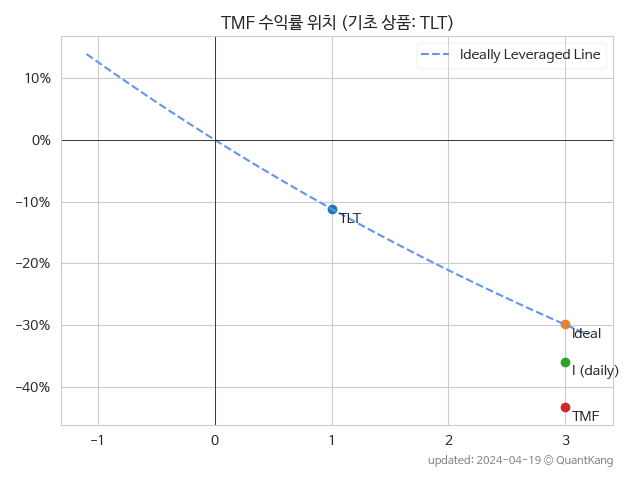 TMF 수익률 위치 (기초 상품: TLT)
Ideally Leveraged Line
10%
0%
−10%
−20%
−30%
−40%
TLT
Ideal
I (daily)
TMF
−1
0
1
2
3
updated: 2024-04-19 © QuantKang